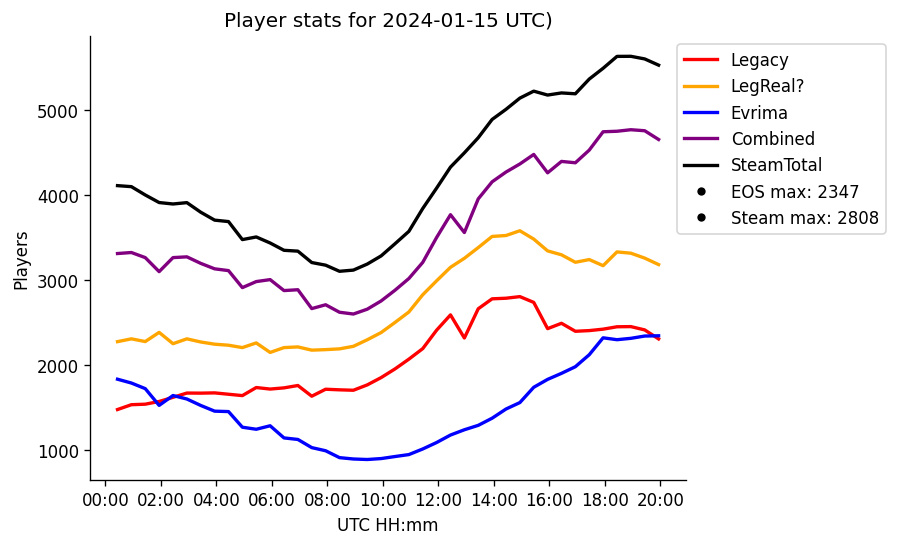 Player stats for 2024-01-15 UTC)
Legacy
LegReal?
Evrima
Combined
SteamTotal
EOS max: 2347
Steam max: 2808
Players
5000
4000
3000
2000
1000
00:00 02:00 04:00 06:00 08:00 10:00 12:00 14:00 16:00 18:00 20:00
UTC HH:mm